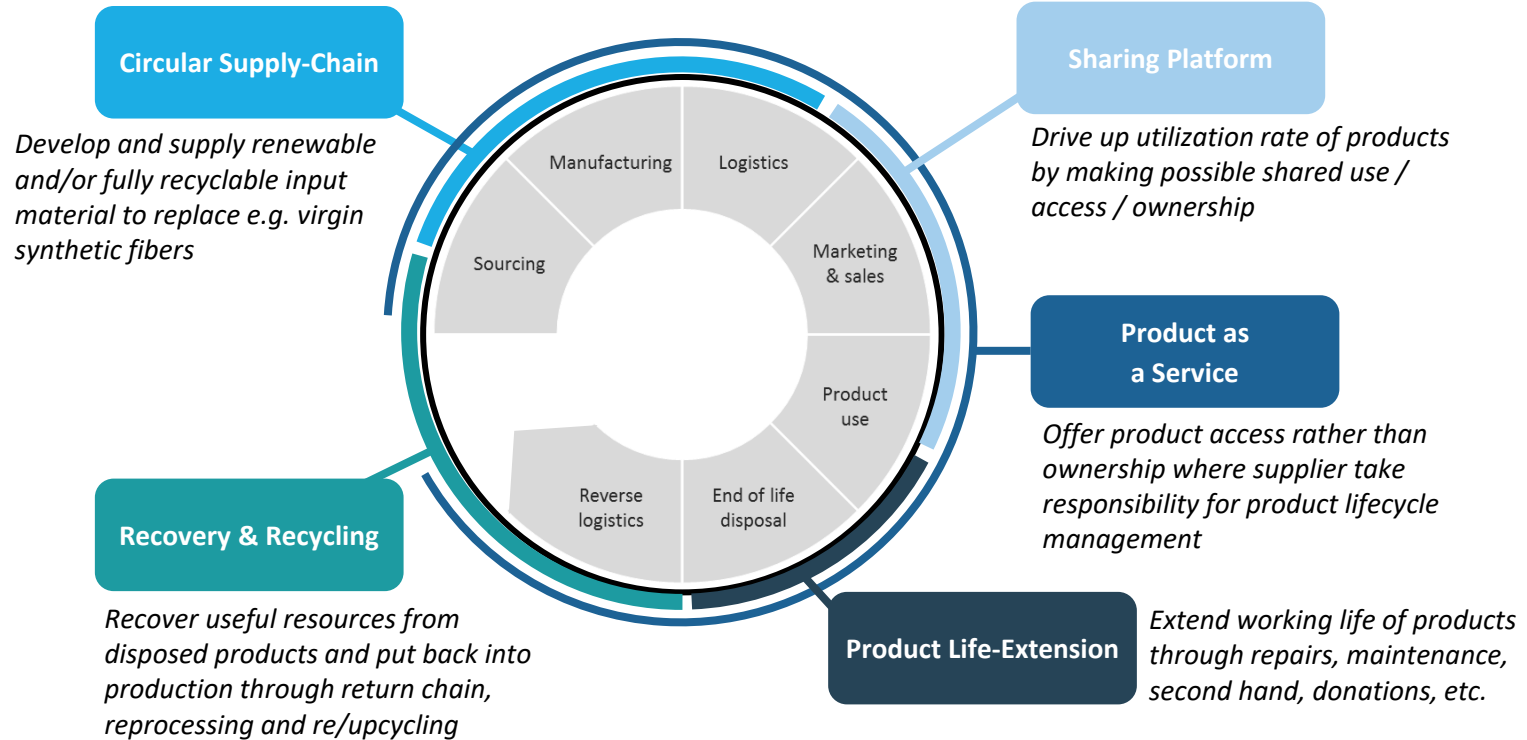 Circular Supply-Chain
Develop and supply renewable
and/or fully recyclable input
material to replace e.g. virgin
synthetic fibers
Sharing Platform
Drive up utilization rate of products
by making possible shared use /
access / ownership
Manufacturing
Logistics
Sourcing
Marketing
& sales
Product
use
End of life
disposal
Reverse
logistics
Product as
a Service
Offer product access rather than
ownership where supplier take
responsibility for product lifecycle
management
Recovery & Recycling
Recover useful resources from
disposed products and put back into
production through return chain,
reprocessing and re/upcycling
Product Life-Extension
Extend working life of products
through repairs, maintenance,
second hand, donations, etc.